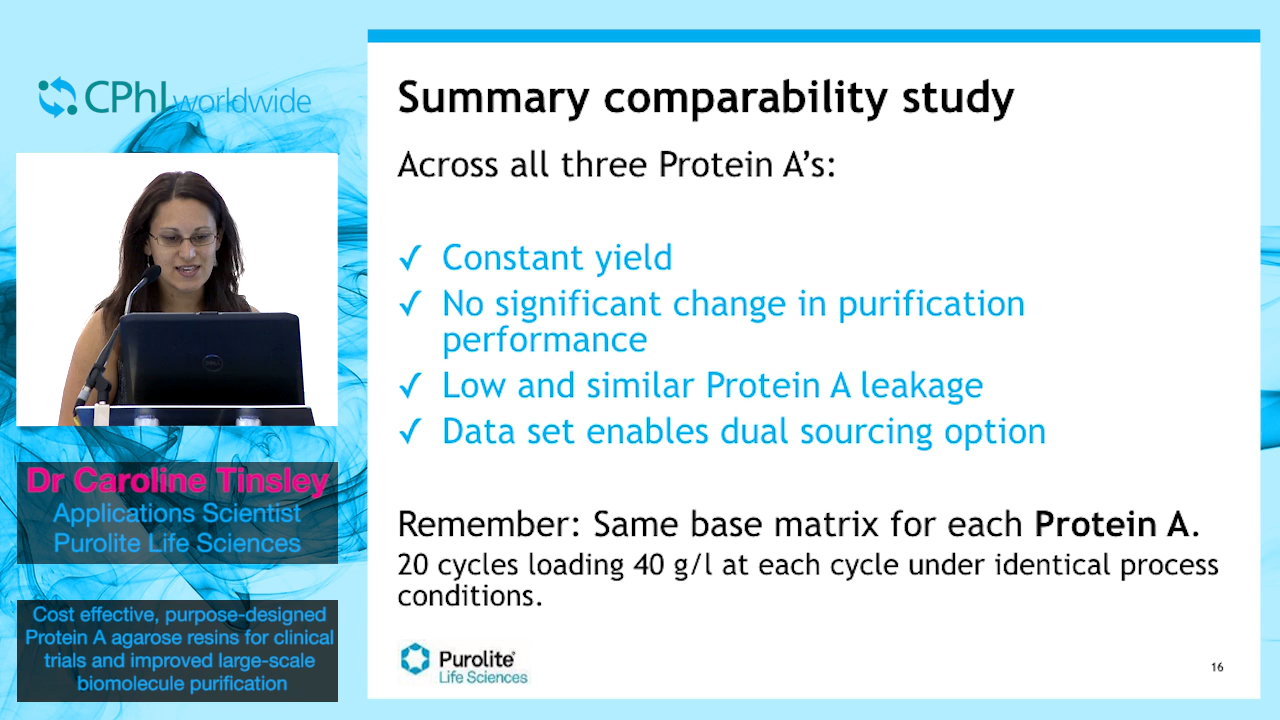 CPhI worldwide
Summary comparability study
Across all three Protein A’s:
✓ Constant yield
✓ No significant change in purification
performance
✓ Low and similar Protein A leakage
✓ Data set enables dual sourcing option
Remember: Same base matrix for each Protein A.
20 cycles loading 40 g/l at each cycle under identical process
conditions.
Purolite®
Life Sciences
16
DELL
Dr Caroline Tinsley
Applications Scientist
Purolite Life Sciences
Cost effective, purpose-designed
Protein A agarose resins for clinical
trials and improved large-scale
biomolecule purification